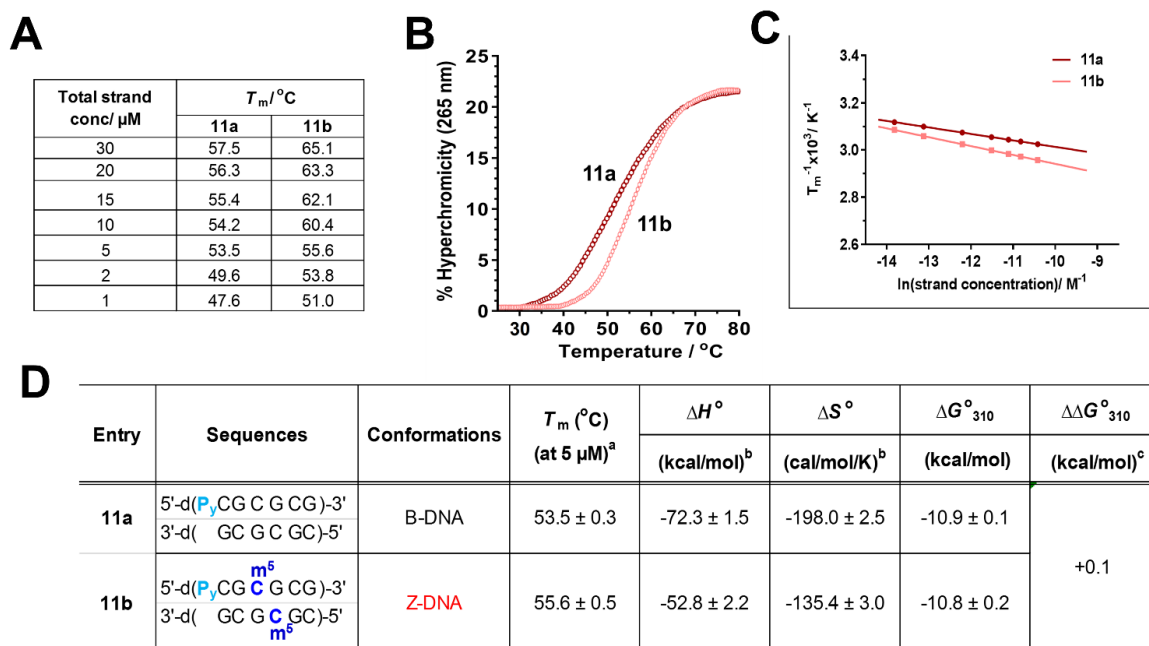 A
Total strand conc/ µM | Tm/ °C
11a | 11b
30 | 57.5 | 65.1
20 | 56.3 | 63.3
15 | 55.4 | 62.1
10 | 54.2 | 60.4
5 | 53.5 | 55.6
2 | 49.6 | 53.8
1 | 47.6 | 51.0
B
% Hyperchromicity (265 nm)
25
20
15
10
5
0
11a
11b
30 40 50 60 70 80
Temperature / °C
C
Tm⁻¹x10³/ K⁻¹
3.4
3.2
3.0
2.8
2.6
11a
11b
-14 -13 -12 -11 -10 -9
ln(strand concentration)/ M⁻¹
D
Entry | Sequences | Conformations | Tm (°C) (at 5 µM)ᵃ | ΔH° (kcal/mol)ᵇ | ΔS° (cal/mol/K)ᵇ | ΔG°₃₁₀ (kcal/mol) | ΔΔG°₃₁₀ (kcal/mol)ᶜ
11a | 5'-d(PyCG C G CG)-3' | B-DNA | 53.5 ± 0.3 | -72.3 ± 1.5 | -198.0 ± 2.5 | -10.9 ± 0.1 | +0.1
3'-d( GC G C GC)-5'
m⁵
11b | 5'-d(PyCG C G CG)-3' | Z-DNA | 55.6 ± 0.5 | -52.8 ± 2.2 | -135.4 ± 3.0 | -10.8 ± 0.2
3'-d( GC G C GC)-5'
m⁵